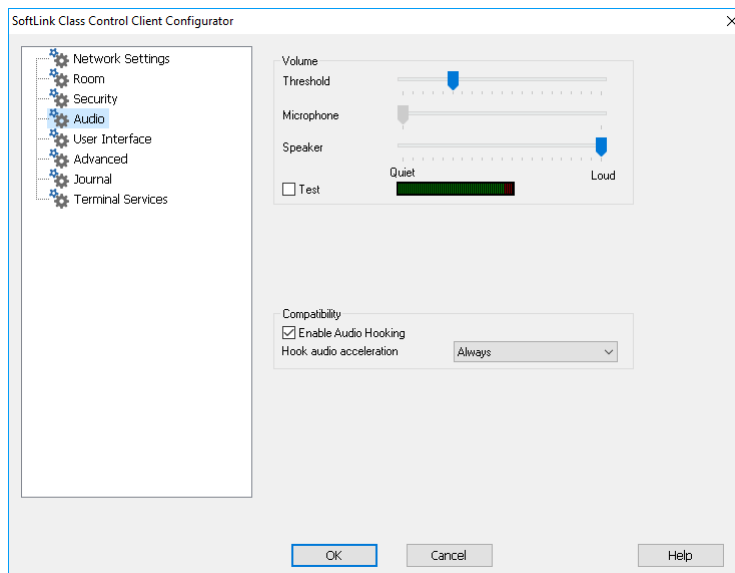 SoftLink Class Control Client Configurator
Network Settings
Room
Security
Audio
User Interface
Advanced
Journal
Terminal Services
Volume
Threshold
Microphone
Speaker
Quiet
Loud
Test
Compatibility
Enable Audio Hooking
Hook audio acceleration
Always
OK
Cancel
Help